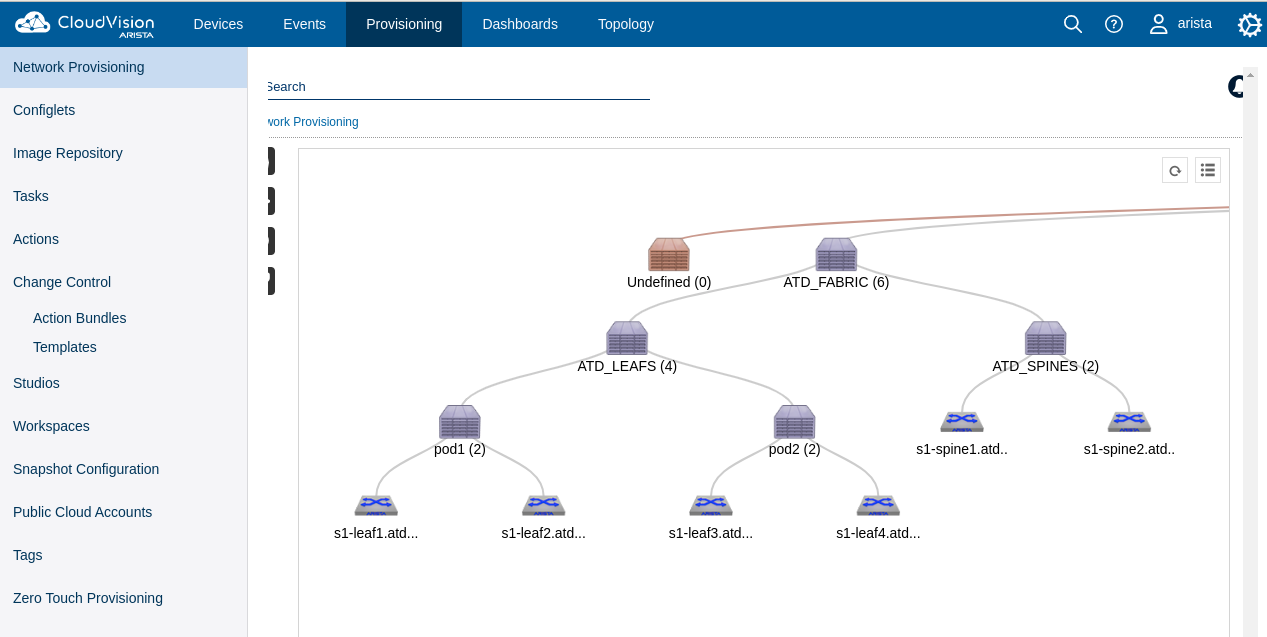 CloudVision
ARISTA
Devices Events Provisioning Dashboards Topology
arista
Network Provisioning
Configlets
Image Repository
Tasks
Actions
Change Control
Action Bundles
Templates
Studios
Workspaces
Snapshot Configuration
Public Cloud Accounts
Tags
Zero Touch Provisioning
Search
work Provisioning
Undefined (0) ATD_FABRIC (6)
ATD_LEAFS (4) ATD_SPINES (2)
pod1 (2) pod2 (2) s1-spine1.atd.. s1-spine2.atd..
s1-leaf1.atd... s1-leaf2.atd... s1-leaf3.atd... s1-leaf4.atd...